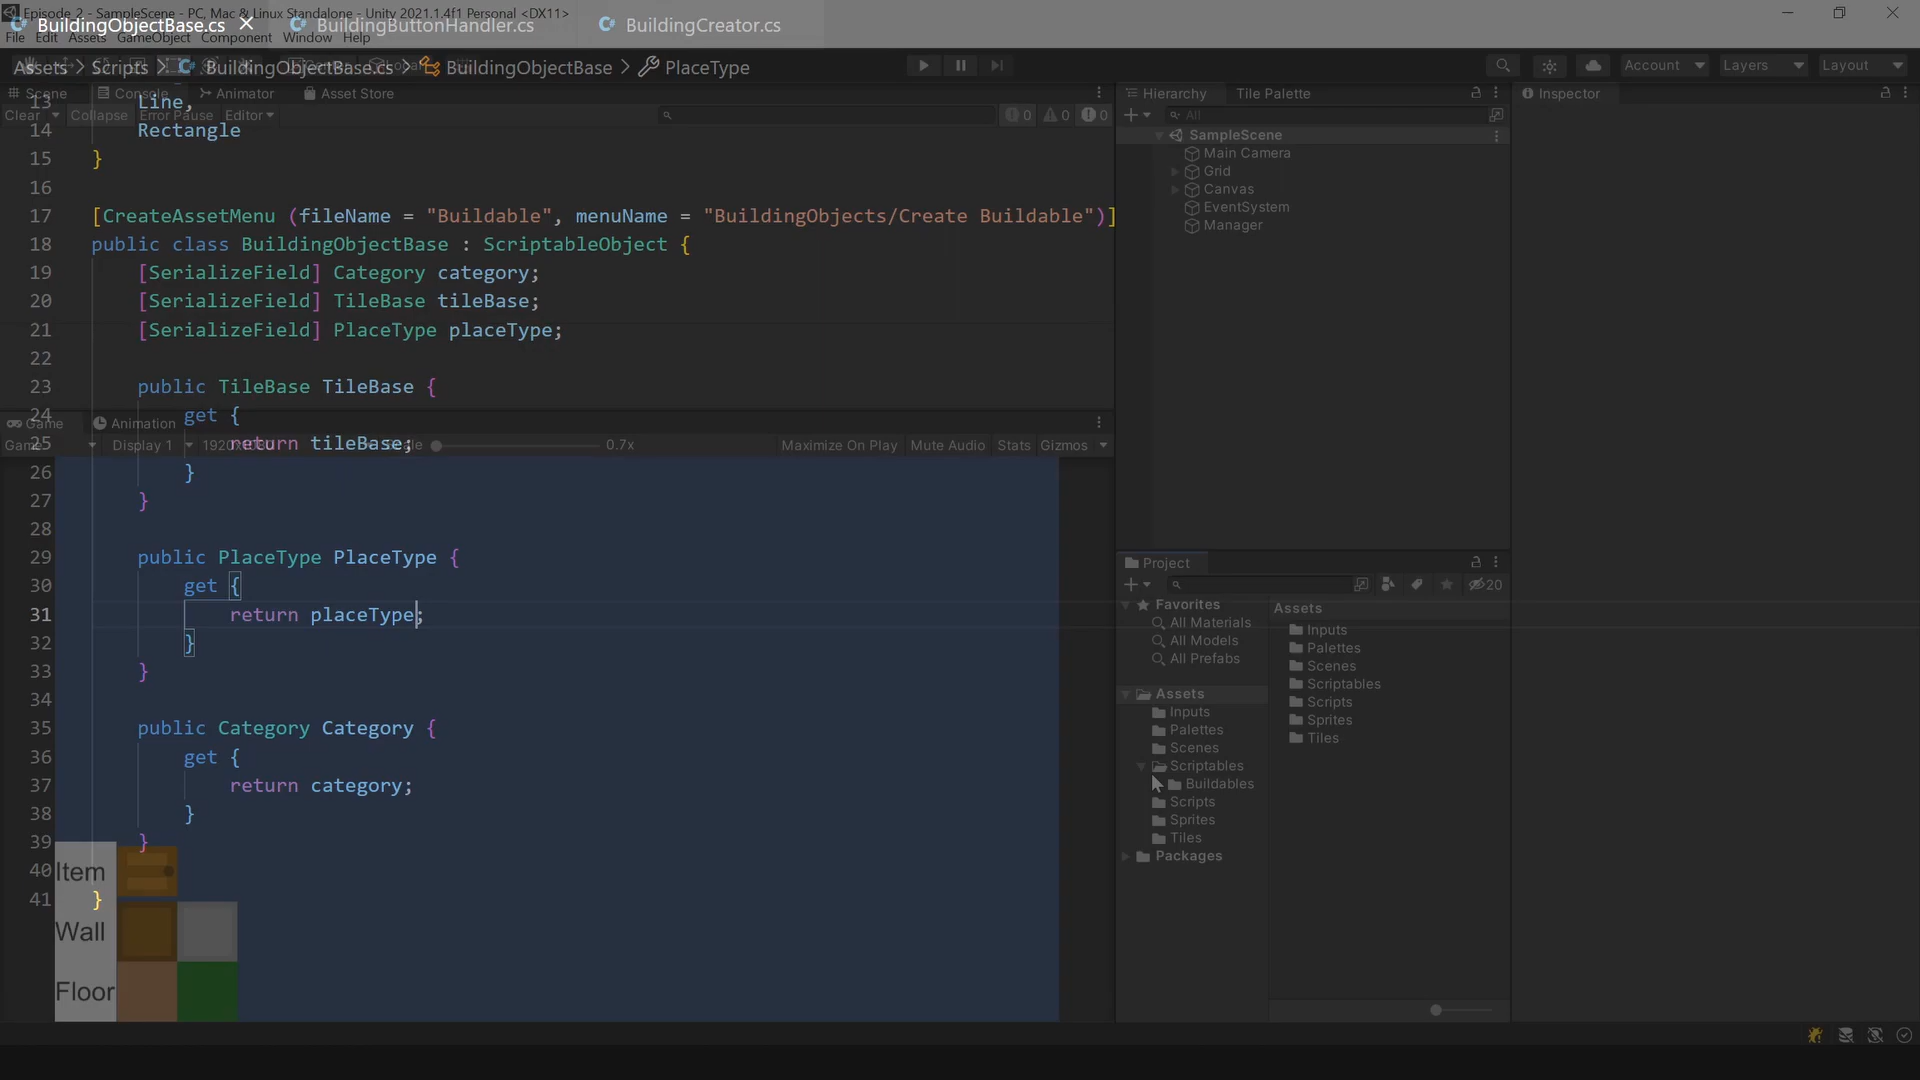 Episode 2 - SampleScene - PC, Mac & Linux Standalone - Unity 2021.1.4f1 Personal <DX11>
BuildingObjectBase.cs
BuildingButtonHandler.cs
BuildingCreator.cs
File Edit Assets GameObject Component Window Help
Assets > Scripts > BuildingObjectBase.cs > BuildingObjectBase > PlaceType
Account
Layers
Layout
Scene
Console
Animator
Asset Store
Hierarchy
Tile Palette
Inspector
Clear
Collapse
Error Pause
Editor
0
0
0
All
13 Line,
14 Rectangle
15 }
16
17 [CreateAssetMenu (fileName = "Buildable", menuName = "BuildingObjects/Create Buildable")]
18 public class BuildingObjectBase : ScriptableObject {
19 [SerializeField] Category category;
20 [SerializeField] TileBase tileBase;
21 [SerializeField] PlaceType placeType;
22
23 public TileBase TileBase {
24 get {
25 return tileBase;
26 }
27 }
28
29 public PlaceType PlaceType {
30 get {
31 return placeType;
32 }
33 }
34
35 public Category Category {
36 get {
37 return category;
38 }
39 }
40
41 }
Game
Animation
Game
Display 1
0.7x
Maximize On Play
Mute Audio
Stats
Gizmos
Item
Wall
Floor
SampleScene
Main Camera
Grid
Canvas
EventSystem
Manager
Project
20
Favorites
All Materials
All Models
All Prefabs
Assets
Inputs
Palettes
Scenes
Scriptables
Buildables
Scripts
Sprites
Tiles
Packages
Assets
Inputs
Palettes
Scenes
Scriptables
Scripts
Sprites
Tiles